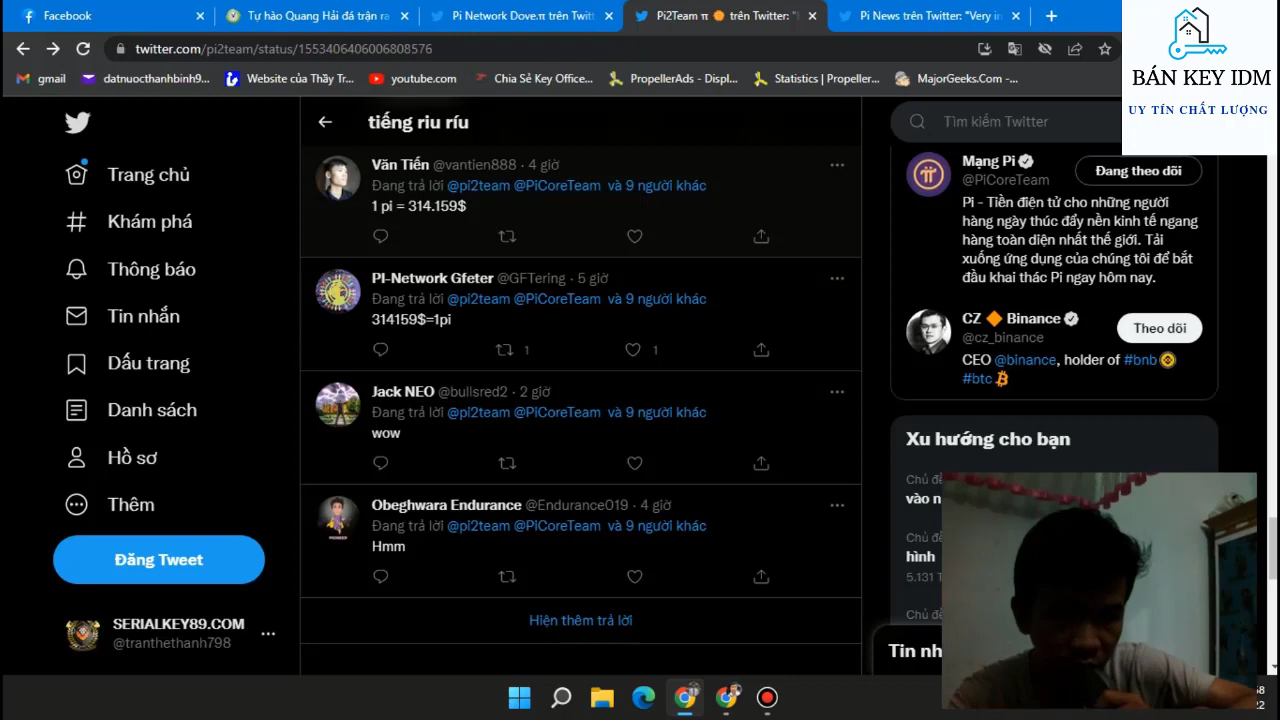 Facebook
Tự hào Quang Hải đá trận ra
Pi Network Dove.π trên Twitt
Pi2Team π 🟠 trên Twitter: "
Pi News trên Twitter: "Very in
twitter.com/pi2team/status/1553406406006808576
gmail
datnuocthanhbinh9...
Website của Thầy Tr...
youtube.com
Chia Sẻ Key Office...
PropellerAds - Displ...
Statistics | Propeller...
MajorGeeks.Com -...
BÁN KEY IDM
UY TÍN CHẤT LƯỢNG
Trang chủ
Khám phá
Thông báo
Tin nhắn
Dấu trang
Danh sách
Hồ sơ
Thêm
Đăng Tweet
SERIALKEY89.COM
@tranthethanh798
tiếng riu ríu
Văn Tiến @vantien888 · 4 giờ
Đang trả lời @pi2team @PiCoreTeam và 9 người khác
1 pi = 314.159$
PI-Network Gfeter @GFTering · 5 giờ
Đang trả lời @pi2team @PiCoreTeam và 9 người khác
314159$=1pi
1 1
Jack NEO @bullsred2 · 2 giờ
Đang trả lời @pi2team @PiCoreTeam và 9 người khác
wow
Obeghwara Endurance @Endurance019 · 4 giờ
Đang trả lời @pi2team @PiCoreTeam và 9 người khác
Hmm
Hiện thêm trả lời
Tìm kiếm Twitter
Mạng Pi
@PiCoreTeam
Đang theo dõi
Pi - Tiền điện tử cho những người
hàng ngày thúc đẩy nền kinh tế ngang
hàng toàn diện nhất thế giới. Tải
xuống ứng dụng của chúng tôi để bắt
đầu khai thác Pi ngay hôm nay.
CZ 🔶 Binance
@cz_binance
Theo dõi
CEO @binance, holder of #bnb
#btc
Xu hướng cho bạn
Chủ đề
vào n
Chủ đề
hình
5.131 T
Chủ đề
Tin nh